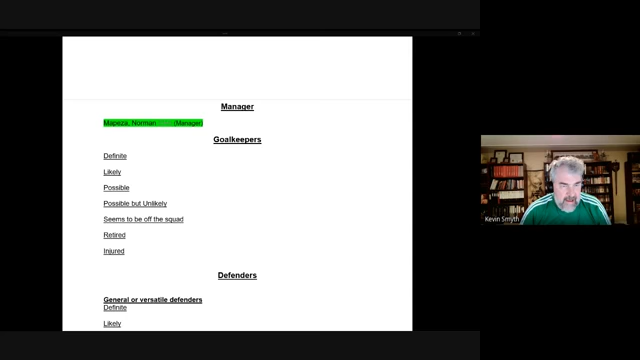 Manager
Mapeza, Norman (Manager)
Goalkeepers
Definite
Likely
Possible
Possible but Unlikely
Seems to be off the squad
Retired
Injured
Defenders
General or versatile defenders
Definite
Likely
Kevin Smyth